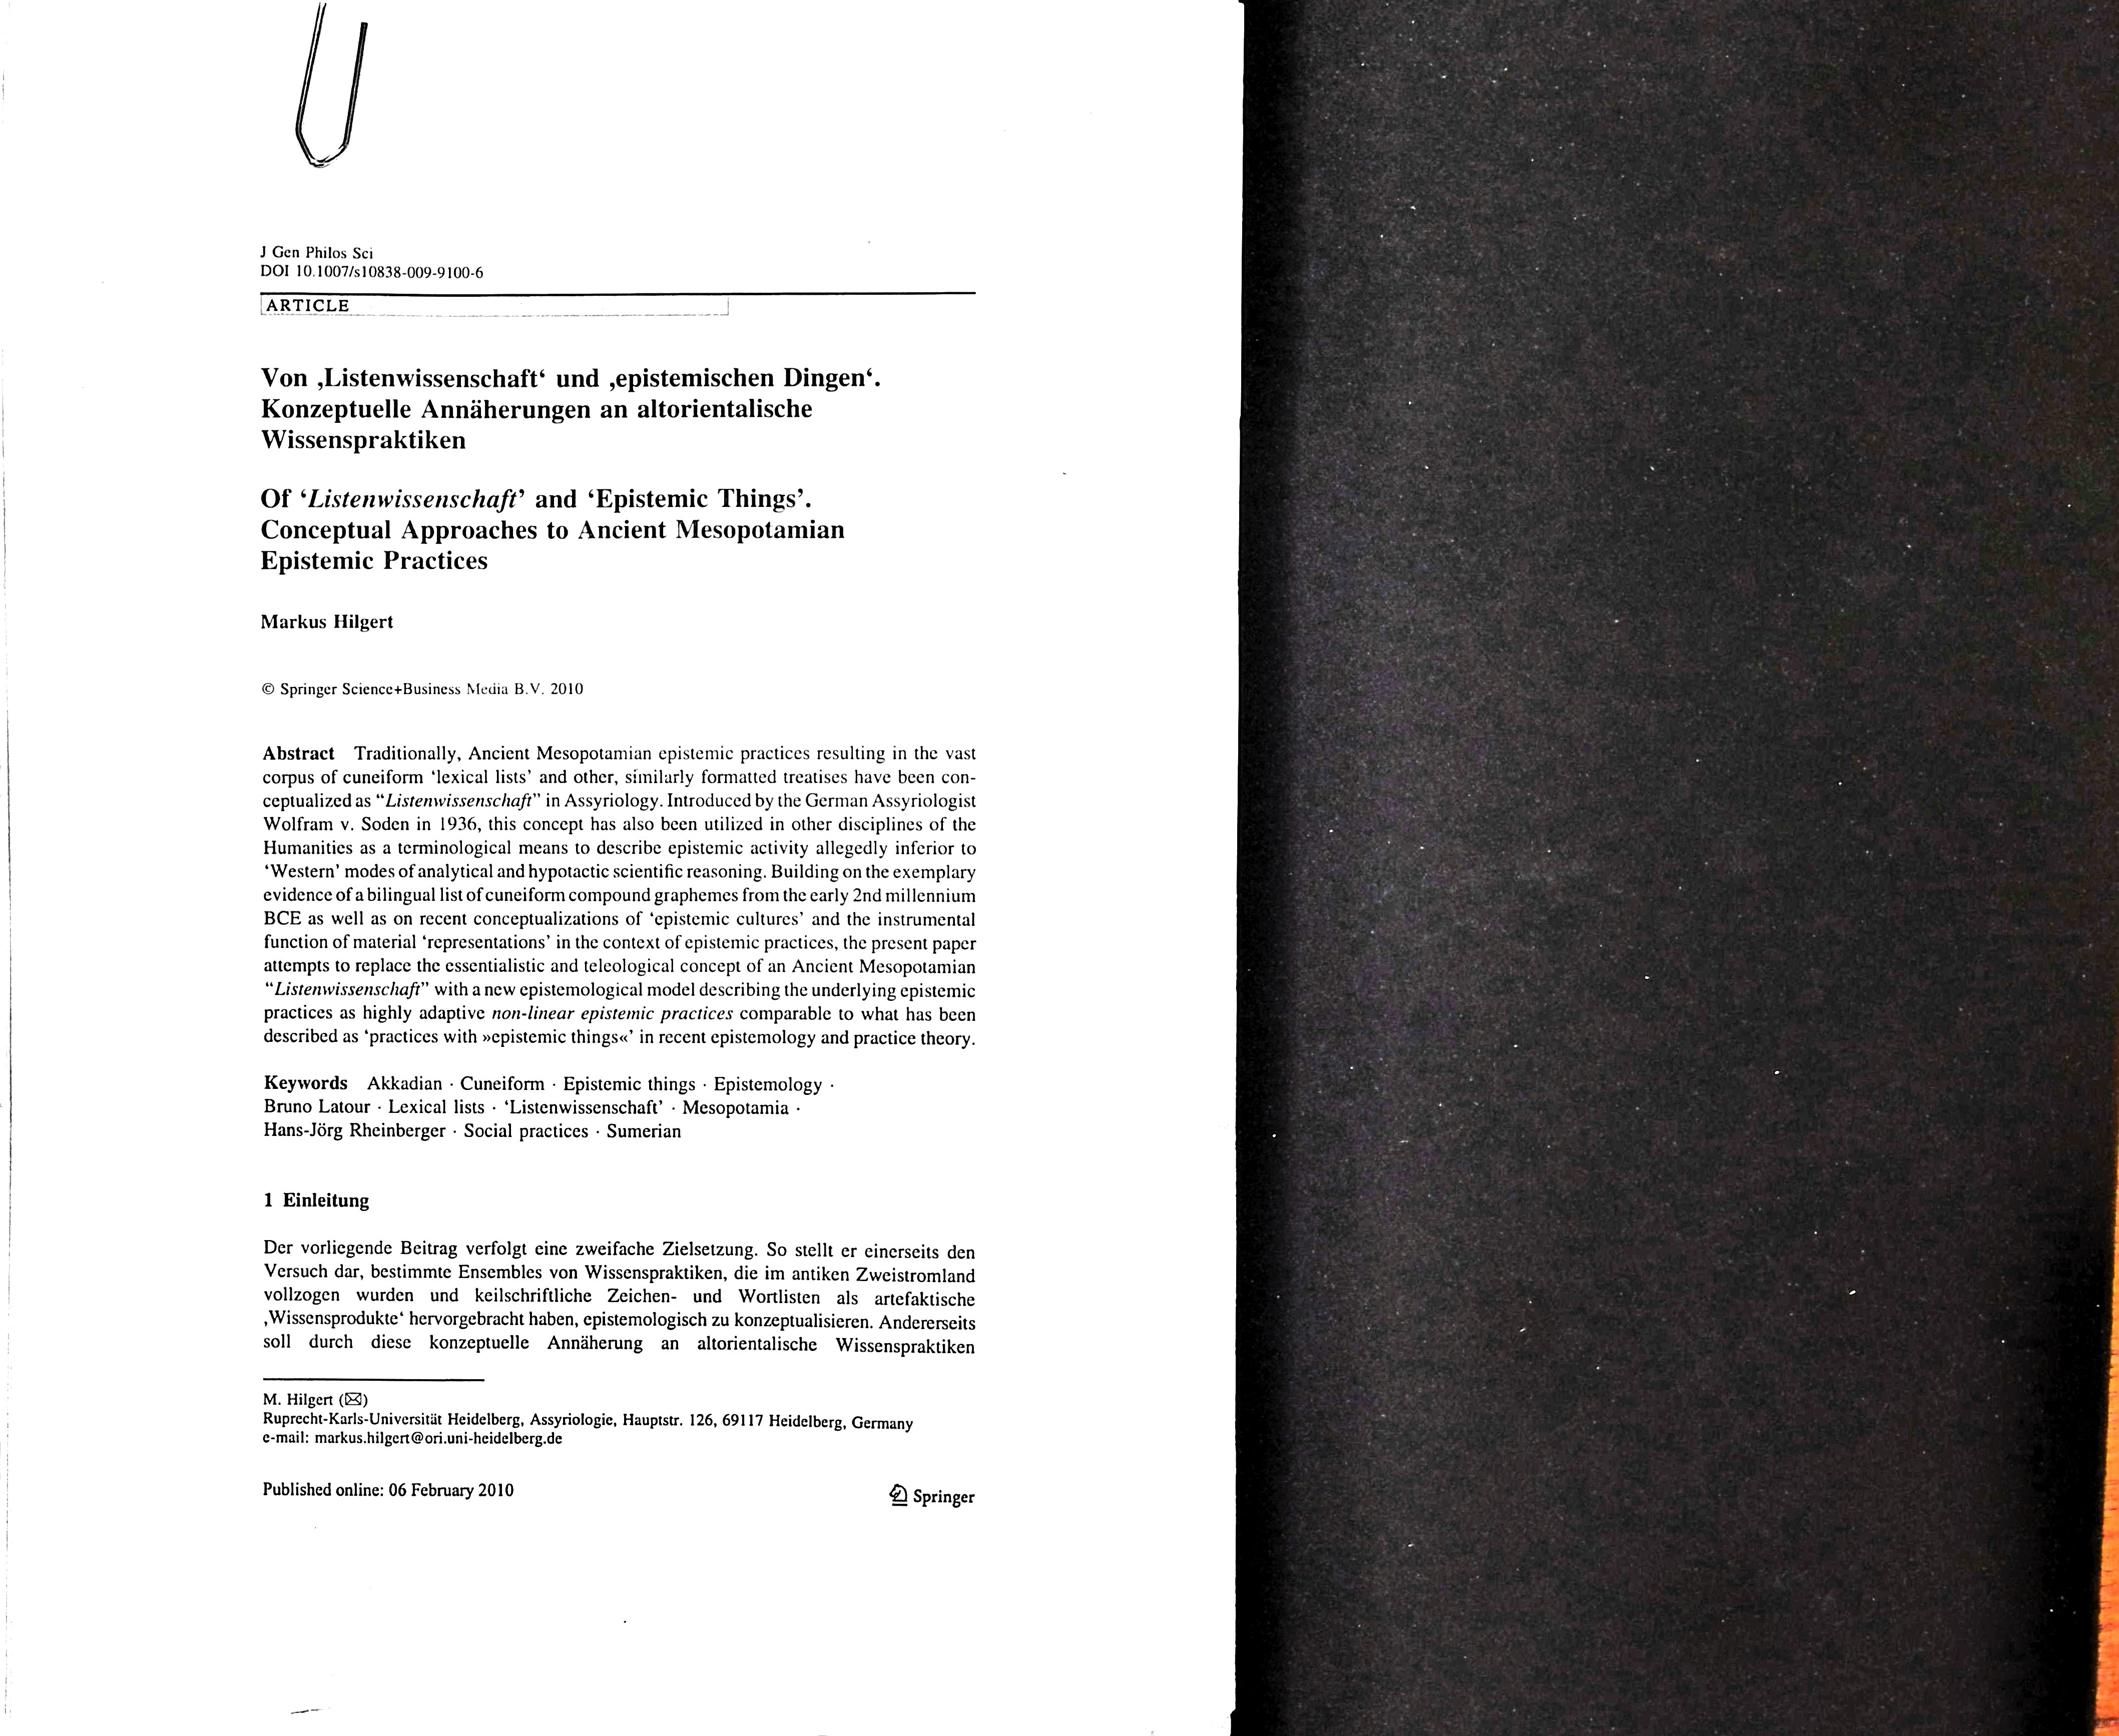 J Gen Philos Sci
DOI 10.1007/s10838-009-9100-6
ARTICLE
Von ‚Listenwissenschaft‘ und ‚epistemischen Dingen‘.
Konzeptuelle Annäherungen an altorientalische
Wissenspraktiken
Of ‘Listenwissenschaft’ and ‘Epistemic Things’.
Conceptual Approaches to Ancient Mesopotamian
Epistemic Practices
Markus Hilgert
© Springer Science+Business Media B.V. 2010
Abstract Traditionally, Ancient Mesopotamian epistemic practices resulting in the vast
corpus of cuneiform ‘lexical lists’ and other, similarly formatted treatises have been con-
ceptualized as “Listenwissenschaft” in Assyriology. Introduced by the German Assyriologist
Wolfram v. Soden in 1936, this concept has also been utilized in other disciplines of the
Humanities as a terminological means to describe epistemic activity allegedly inferior to
‘Western’ modes of analytical and hypotactic scientific reasoning. Building on the exemplary
evidence of a bilingual list of cuneiform compound graphemes from the early 2nd millennium
BCE as well as on recent conceptualizations of ‘epistemic cultures’ and the instrumental
function of material ‘representations’ in the context of epistemic practices, the present paper
attempts to replace the essentialistic and teleological concept of an Ancient Mesopotamian
“Listenwissenschaft” with a new epistemological model describing the underlying epistemic
practices as highly adaptive non-linear epistemic practices comparable to what has been
described as ‘practices with »epistemic things«’ in recent epistemology and practice theory.
Keywords Akkadian · Cuneiform · Epistemic things · Epistemology ·
Bruno Latour · Lexical lists · ‘Listenwissenschaft’ · Mesopotamia ·
Hans-Jörg Rheinberger · Social practices · Sumerian
1 Einleitung
Der vorliegende Beitrag verfolgt eine zweifache Zielsetzung. So stellt er einerseits den
Versuch dar, bestimmte Ensembles von Wissenspraktiken, die im antiken Zweistromland
vollzogen wurden und keilschriftliche Zeichen- und Wortlisten als artefaktische
‚Wissensprodukte‘ hervorgebracht haben, epistemologisch zu konzeptualisieren. Andererseits
soll durch diese konzeptuelle Annäherung an altorientalische Wissenspraktiken
M. Hilgert (✉)
Ruprecht-Karls-Universität Heidelberg, Assyriologie, Hauptstr. 126, 69117 Heidelberg, Germany
e-mail: markus.hilgert@ori.uni-heidelberg.de
Published online: 06 February 2010
Springer